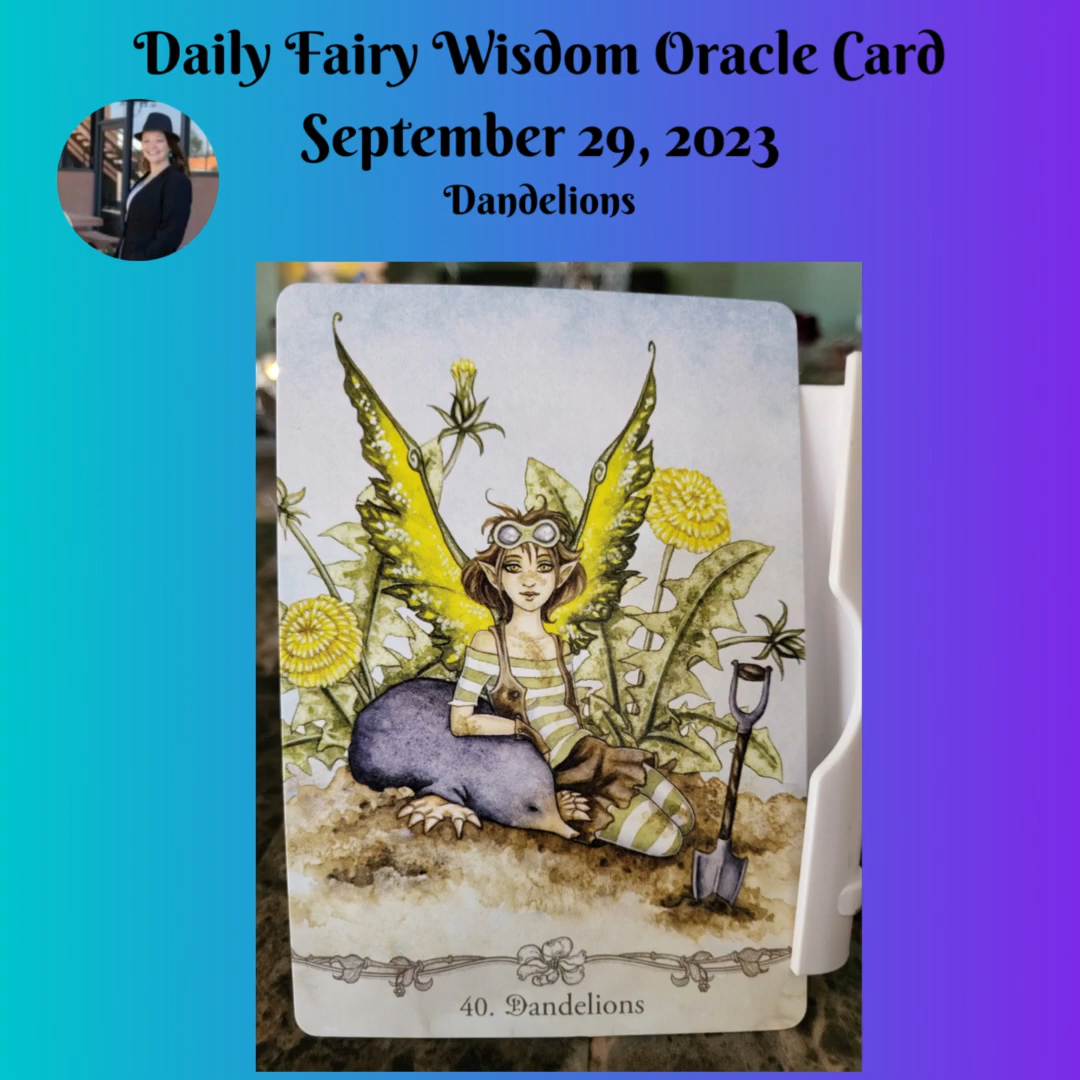 Daily Fairy Wisdom Oracle Card
September 29, 2023
Dandelions
40. Dandelions